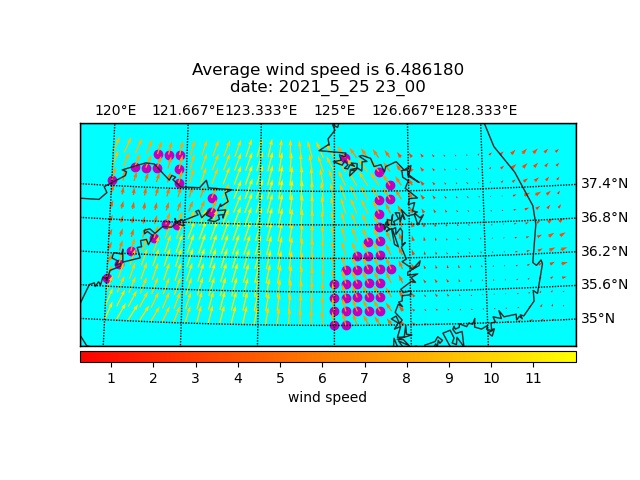 Average wind speed is 6.486180
date: 2021_5_25 23_00
120°E 121.667°E 123.333°E 125°E 126.667°E 128.333°E
37.4°N
36.8°N
36.2°N
35.6°N
35°N
1 2 3 4 5 6 7 8 9 10 11
wind speed